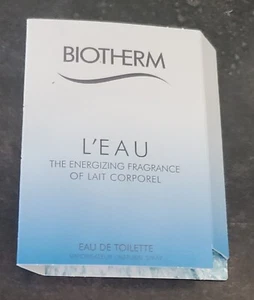 BIOTHERM
L'EAU
THE ENERGIZING FRAGRANCE
OF LAIT CORPOREL
EAU DE TOILETTE